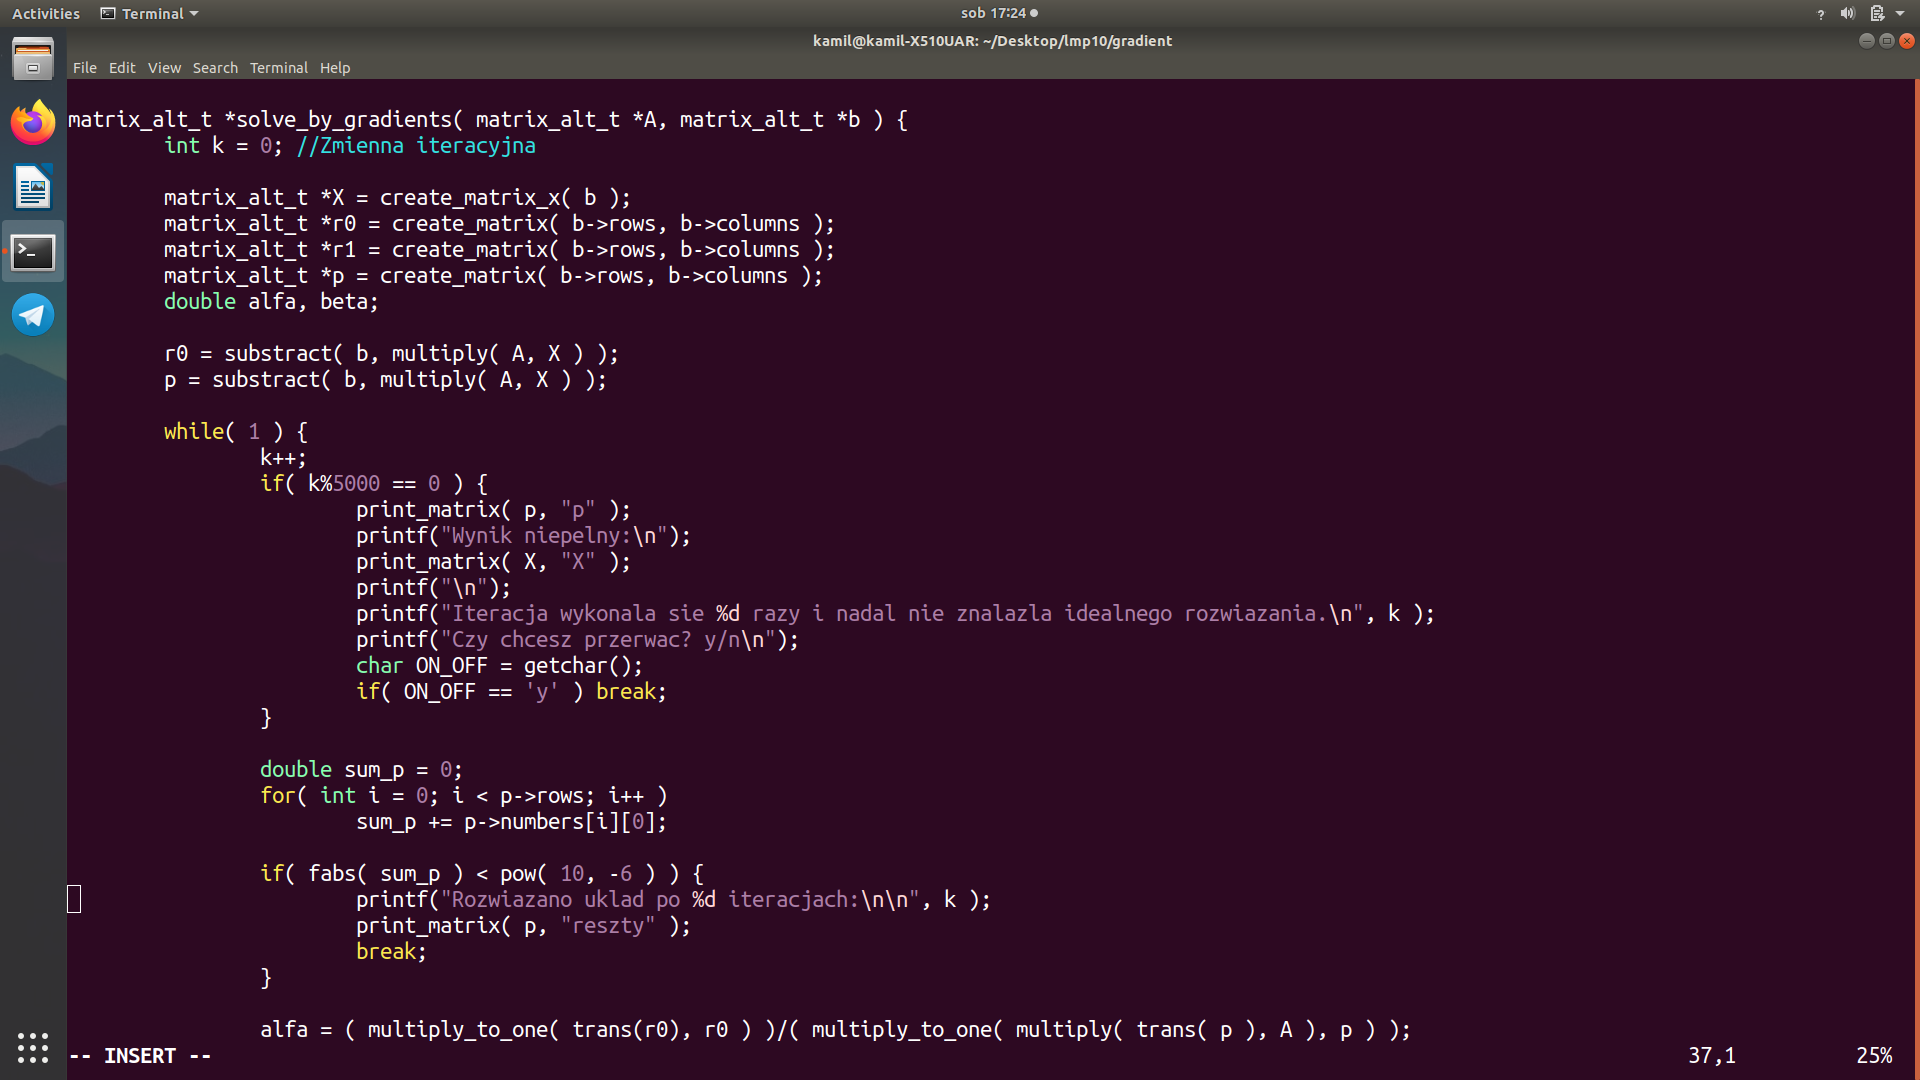 Activities Terminal sob 17:24 ?
kamil@kamil-X510UAR: ~/Desktop/lmp10/gradient
File Edit View Search Terminal Help
matrix_alt_t *solve_by_gradients( matrix_alt_t *A, matrix_alt_t *b ) {
int k = 0; //Zmienna iteracyjna
matrix_alt_t *X = create_matrix_x( b );
matrix_alt_t *r0 = create_matrix( b->rows, b->columns );
matrix_alt_t *r1 = create_matrix( b->rows, b->columns );
matrix_alt_t *p = create_matrix( b->rows, b->columns );
double alfa, beta;
r0 = substract( b, multiply( A, X ) );
p = substract( b, multiply( A, X ) );
while( 1 ) {
k++;
if( k%5000 == 0 ) {
print_matrix( p, "p" );
printf("Wynik niepelny:\n");
print_matrix( X, "X" );
printf("\n");
printf("Iteracja wykonala sie %d razy i nadal nie znalazla idealnego rozwiazania.\n", k );
printf("Czy chcesz przerwac? y/n\n");
char ON_OFF = getchar();
if( ON_OFF == 'y' ) break;
}
double sum_p = 0;
for( int i = 0; i < p->rows; i++ )
sum_p += p->numbers[i][0];
if( fabs( sum_p ) < pow( 10, -6 ) ) {
printf("Rozwiazano uklad po %d iteracjach:\n\n", k );
print_matrix( p, "reszty" );
break;
}
alfa = ( multiply_to_one( trans(r0), r0 ) )/( multiply_to_one( multiply( trans( p ), A ), p ) );
-- INSERT -- 37,1 25%